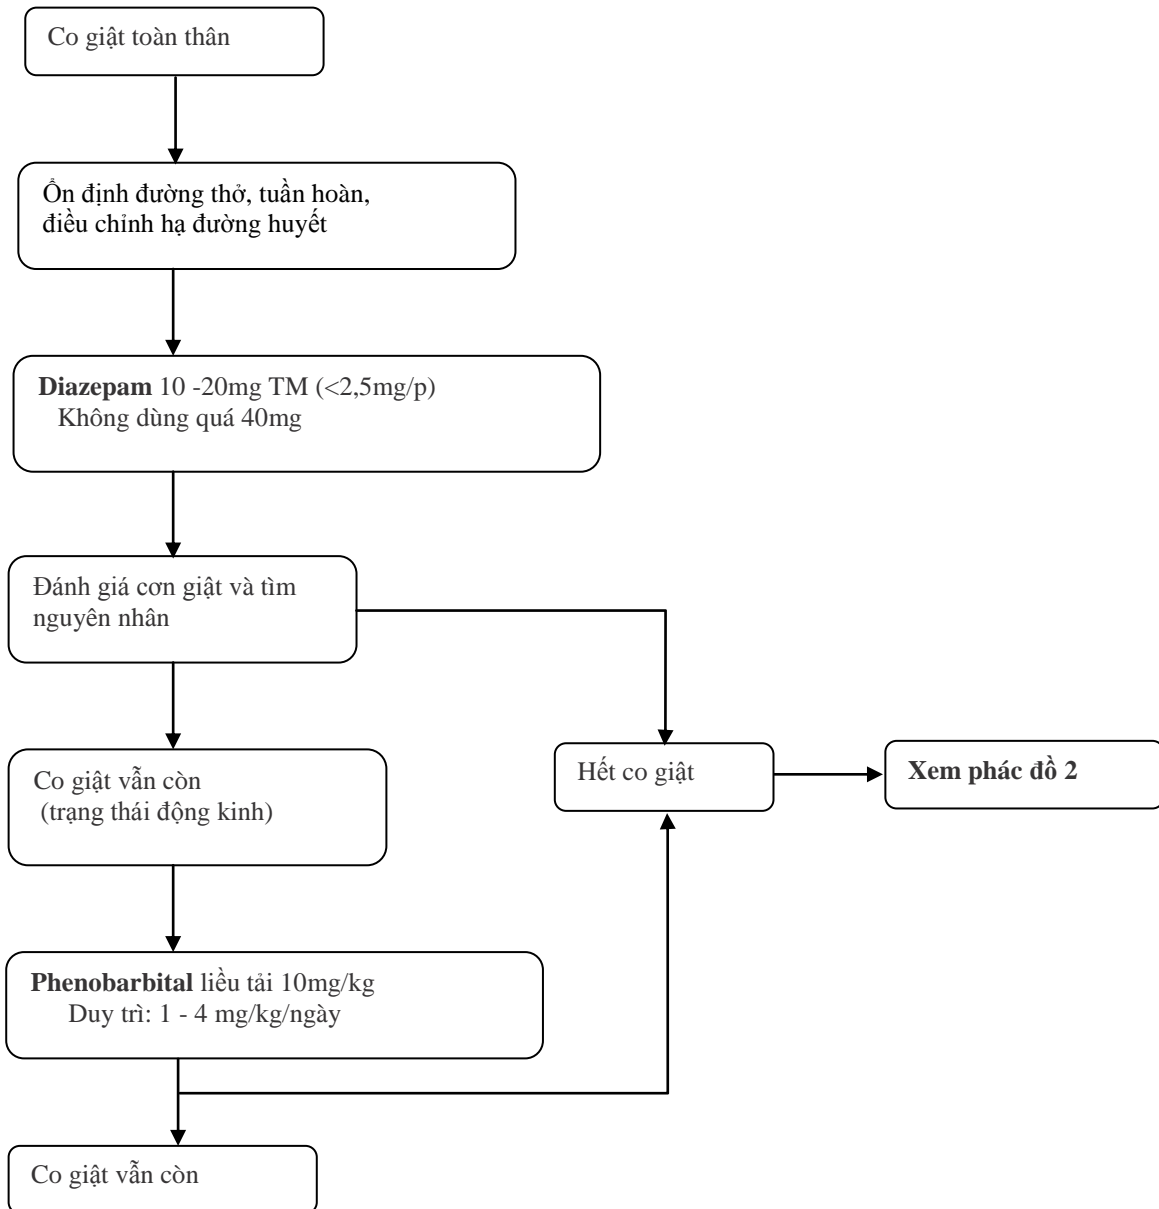 Co giật toàn thân
Ổn định đường thở, tuần hoàn,
điều chỉnh hạ đường huyết
Diazepam 10 -20mg TM (<2,5mg/p)
Không dùng quá 40mg
Đánh giá cơn giật và tìm
nguyên nhân
Co giật vẫn còn
(trạng thái động kinh)
Hết co giật
Xem phác đồ 2
Phenobarbital liều tải 10mg/kg
Duy trì: 1 - 4 mg/kg/ngày
Co giật vẫn còn